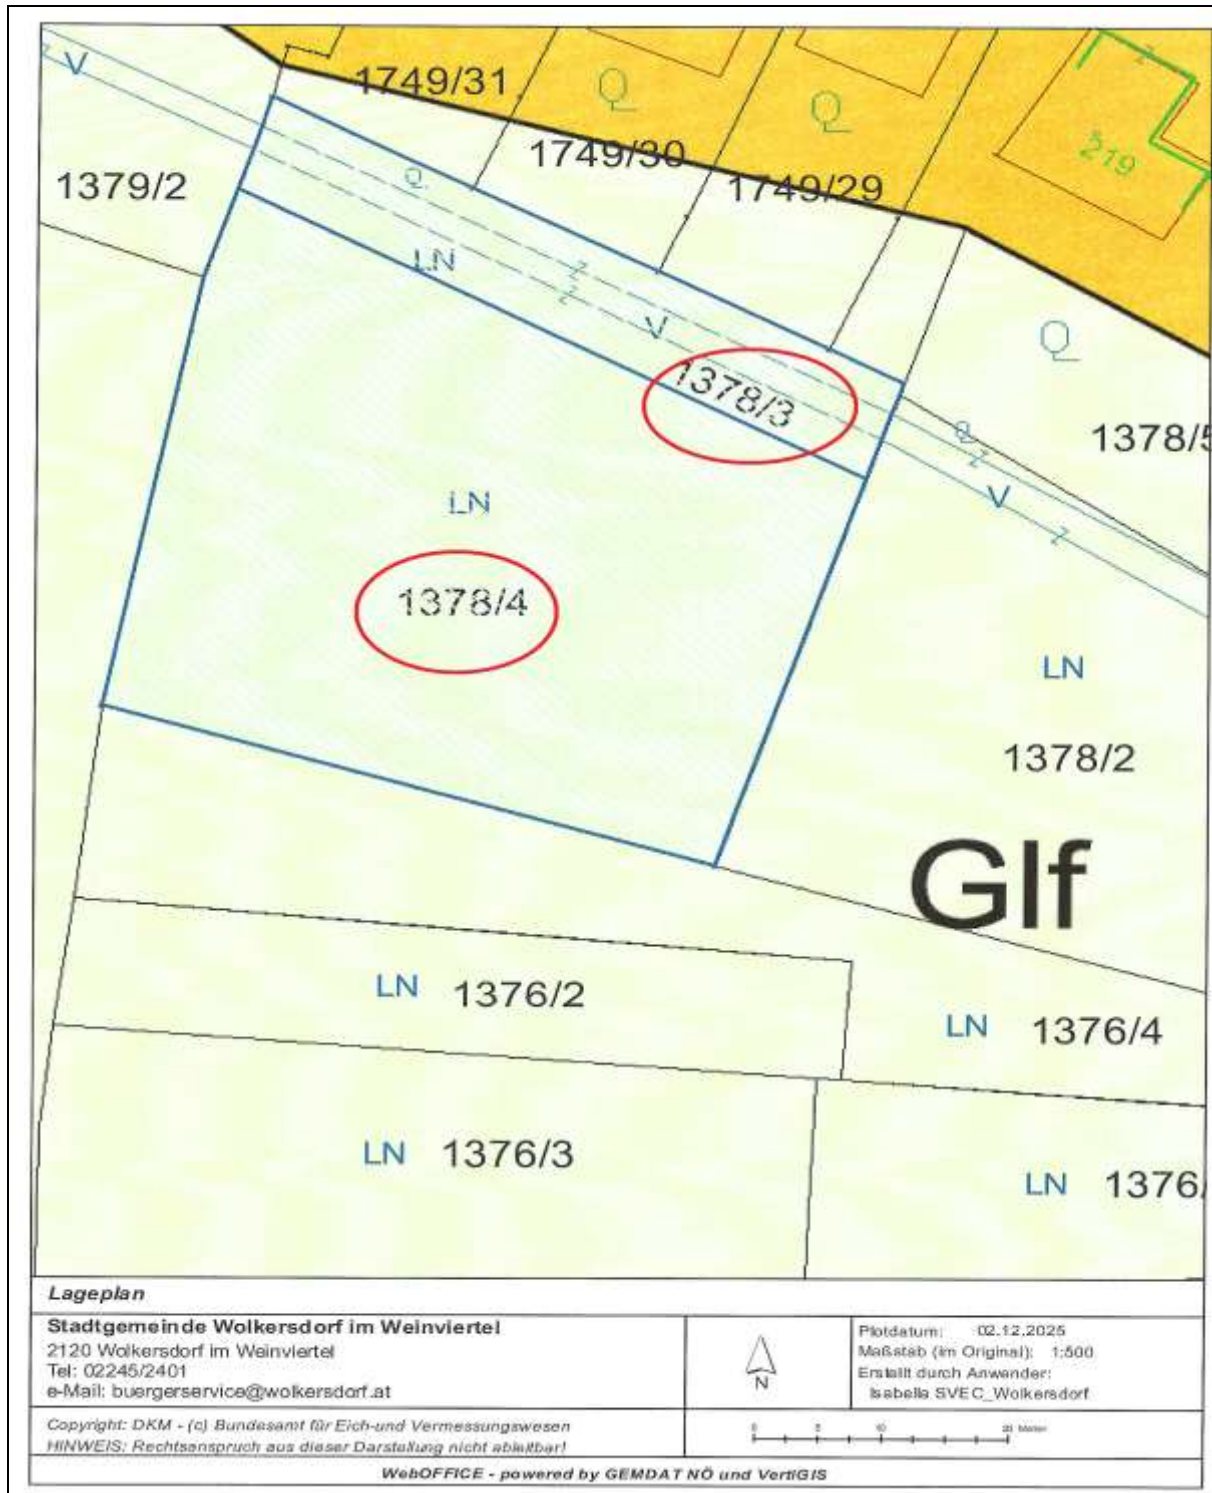 V
1749/31
Q
Q
1749/30
219
1379/2
Q
1749/29
LN
V
Q
1378/3
Q
1378/5
LN
V
1378/4
LN
1378/2
Glf
LN 1376/2
LN 1376/4
LN 1376/3
LN 1376/
Lageplan
Stadtgemeinde Wolkersdorf im Weinviertel
2120 Wolkersdorf im Weinviertel
Tel: 02245/2401
e-Mail: buergerservice@wolkersdorf.at
N
Plotdatum: 02.12.2025
Maßstab (im Original): 1:500
Erstellt durch Anwender:
Isabella SVEC_Wolkersdorf
Copyright: DKM - (c) Bundesamt für Eich-und Vermessungswesen
HINWEIS: Rechtsanspruch aus dieser Darstellung nicht ableitbar!
0 5 10 20 Meter
WebOFFICE - powered by GEMDAT NÖ und VertiGIS